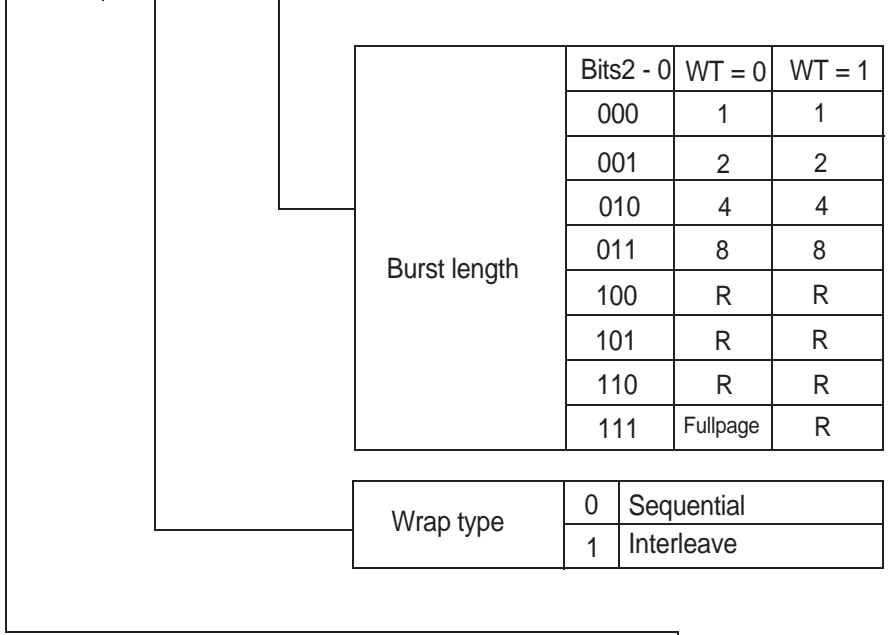 Bits2 - 0 WT = 0 WT = 1
000 1 1
001 2 2
010 4 4
011 8 8
Burst length
100 R R
101 R R
110 R R
111 Fullpage R
Wrap type
0 Sequential
1 Interleave